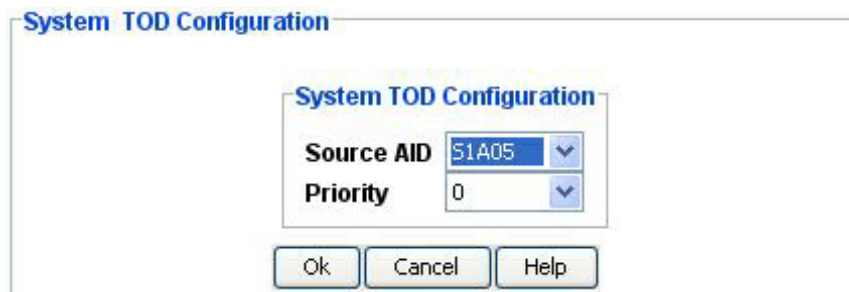 System TOD Configuration
System TOD Configuration
Source AID S1A05
Priority 0
Ok Cancel Help